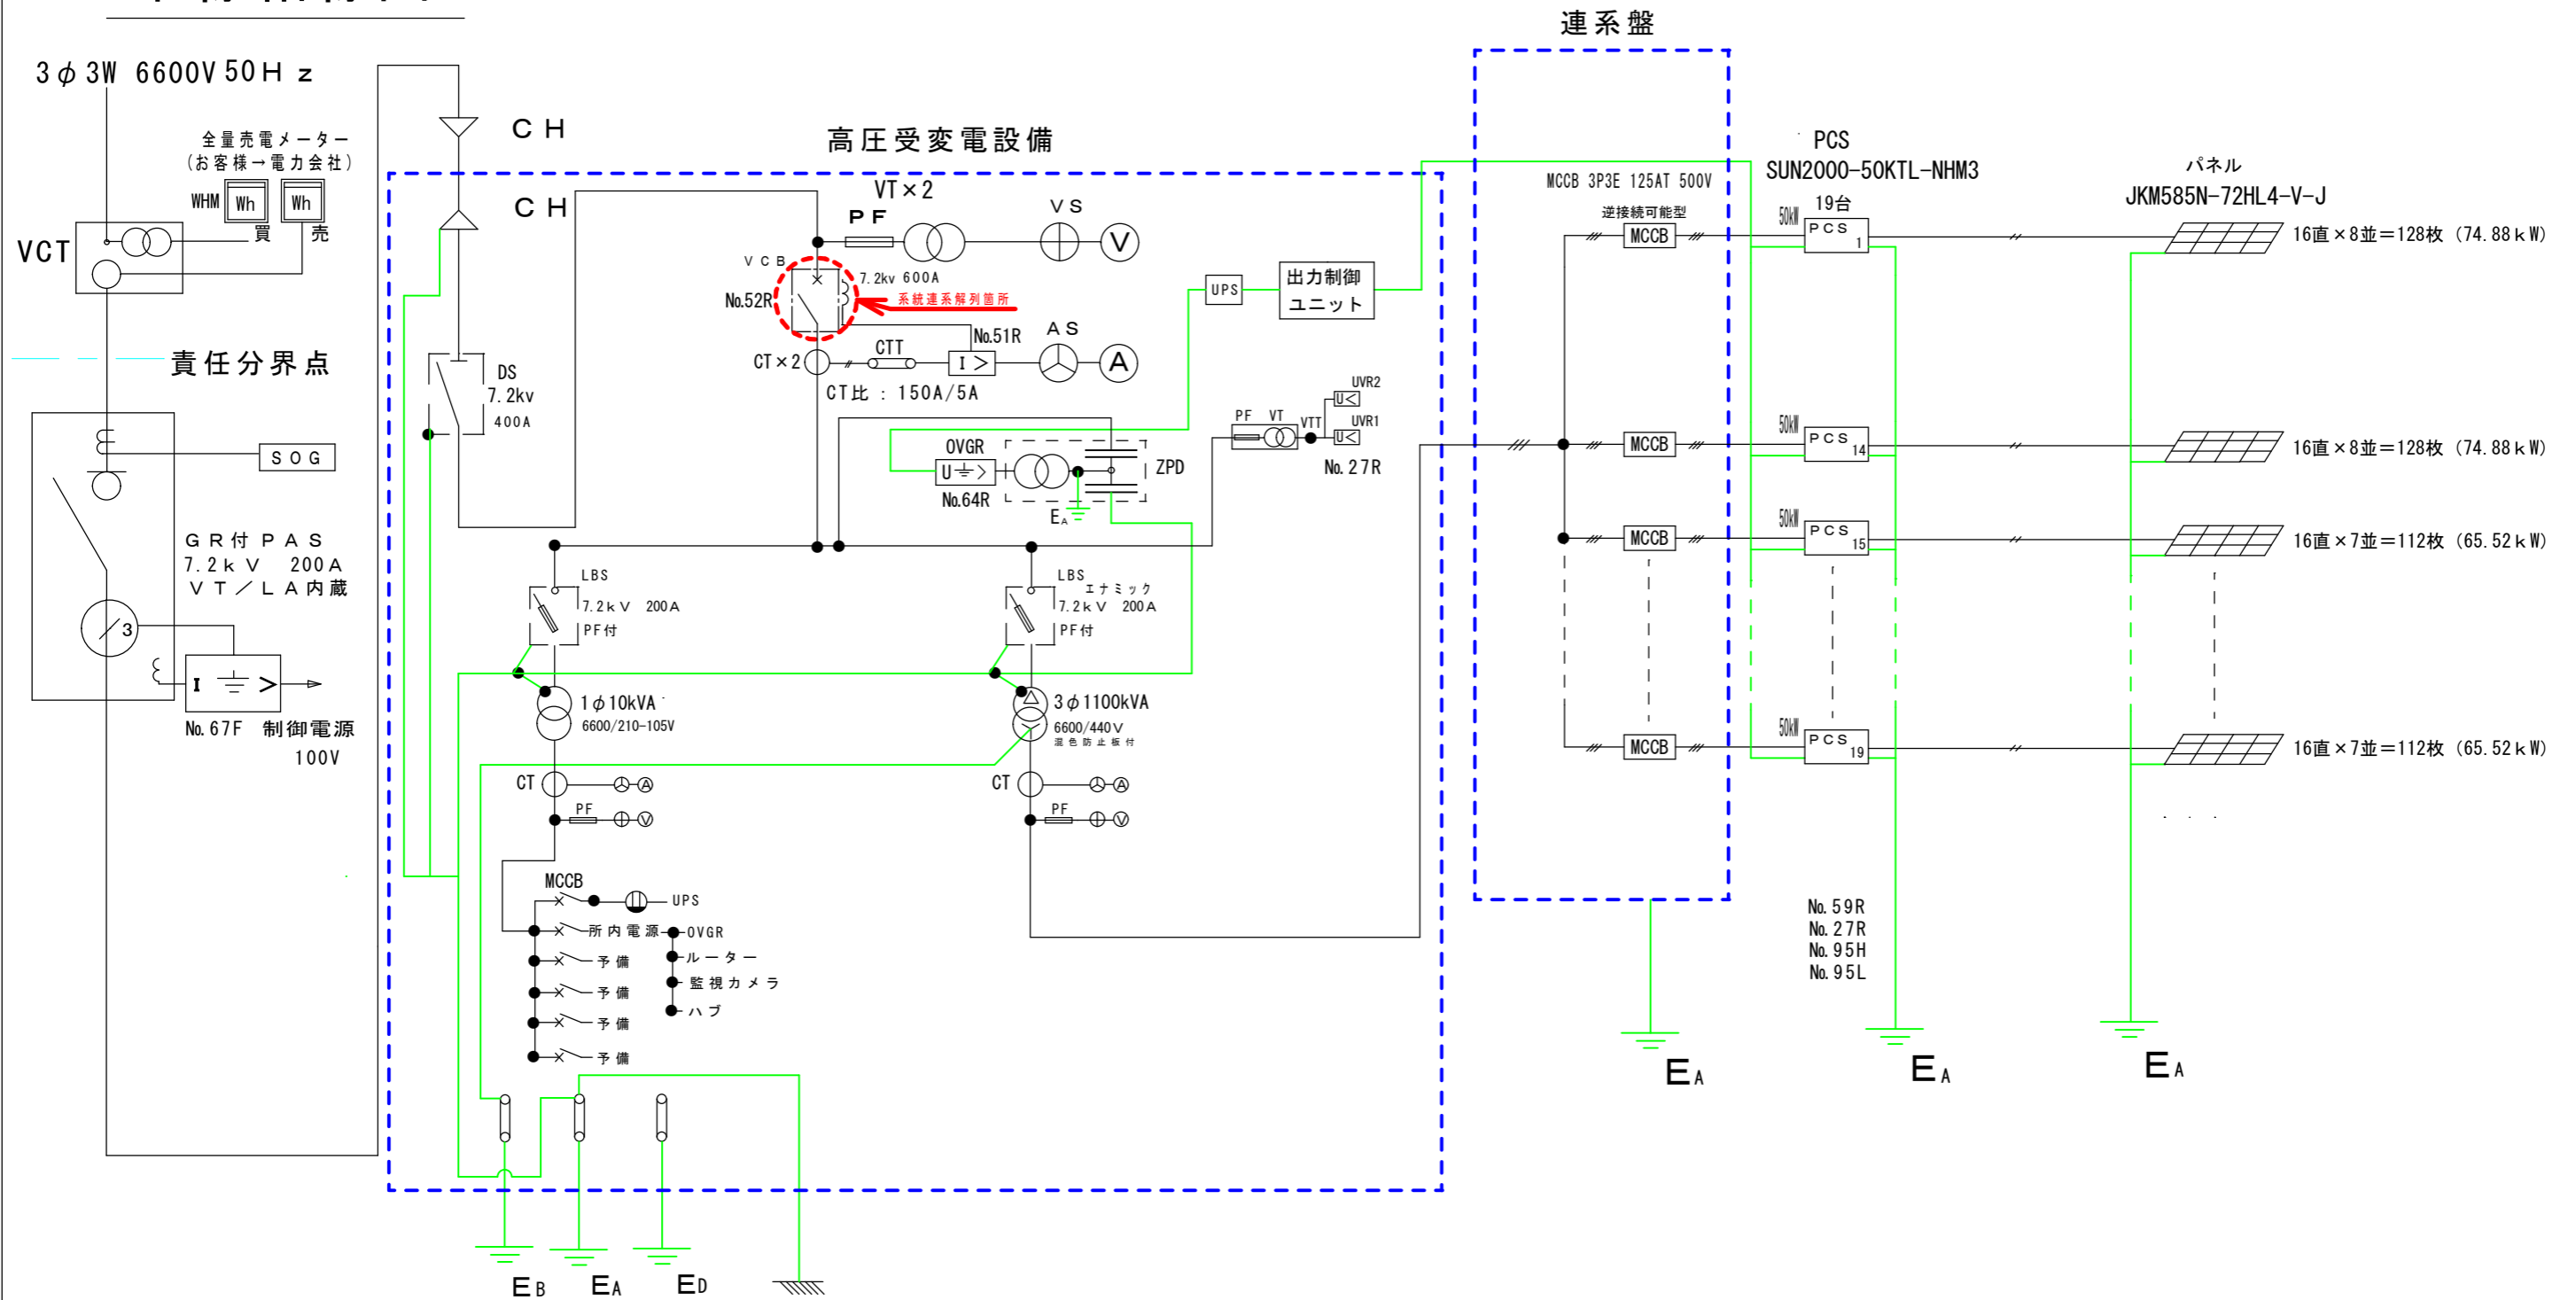 3φ3W 6600V 50Hz
全量売電メーター
(お客様→電力会社)
WHM
Wh
Wh
買
売
VCT
責任分界点
SOG
GR付 PAS
7.2kV 200A
VT/LA内蔵
3
I >
No.67F 制御電源
100V
CH
CH
高圧受変電設備
DS
7.2kv
400A
VT×2
PF
VS
V
VCB
7.2kv 600A
No.52R
系統連系解列箇所
No.51R
AS
CT×2
CTT
I >
A
CT比 : 150A/5A
UPS
出力制御
ユニット
OVGR
U >
No.64R
ZPD
EA
PF VT
VTT
UVR2
U<
UVR1
U<
No.27R
LBS
7.2kV 200A
PF付
LBS
エナミック
7.2kV 200A
PF付
1φ10kVA
6600/210-105V
3φ1100kVA
6600/440V
混色防止板付
CT
A
PF
V
CT
A
PF
V
MCCB
UPS
所内電源
OVGR
ルーター
監視カメラ
ハブ
予備
予備
予備
予備
EB
EA
ED
連系盤
MCCB 3P3E 125AT 500V
逆接続可能型
MCCB
MCCB
MCCB
MCCB
EA
PCS
SUN2000-50KTL-NHM3
19台
50kW
PCS 1
50kW
PCS 14
50kW
PCS 15
50kW
PCS 19
No.59R
No.27R
No.95H
No.95L
EA
パネル
JKM585N-72HL4-V-J
16直×8並=128枚 (74.88kW)
16直×8並=128枚 (74.88kW)
16直×7並=112枚 (65.52kW)
16直×7並=112枚 (65.52kW)
EA